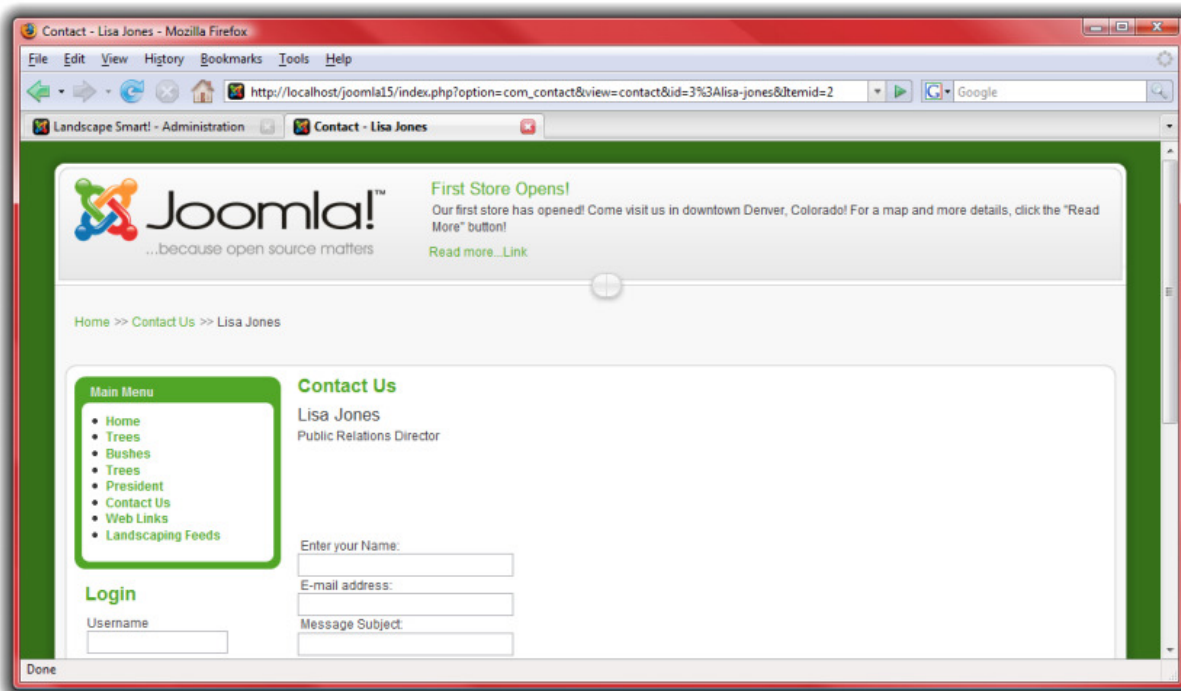 Contact - Lisa Jones - Mozilla Firefox
File Edit View History Bookmarks Tools Help
http://localhost/joomla15/index.php?option=com_contact&view=contact&id=3%3Alisa-jones&Itemid=2
G Google
Landscape Smart! - Administration
Contact - Lisa Jones
Joomla!™
...because open source matters
First Store Opens!
Our first store has opened! Come visit us in downtown Denver, Colorado! For a map and more details, click the "Read
More" button!
Read more...Link
Home >> Contact Us >> Lisa Jones
Main Menu
Home
Trees
Bushes
Trees
President
Contact Us
Web Links
Landscaping Feeds
Login
Username
Contact Us
Lisa Jones
Public Relations Director
Enter your Name:
E-mail address:
Message Subject:
Done